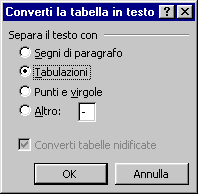 Converti la tabella in testo
Separa il testo con
Segni di paragrafo
Tabulazioni
Punti e virgole
Altro: -
Converti tabelle nidificate
OK Annulla